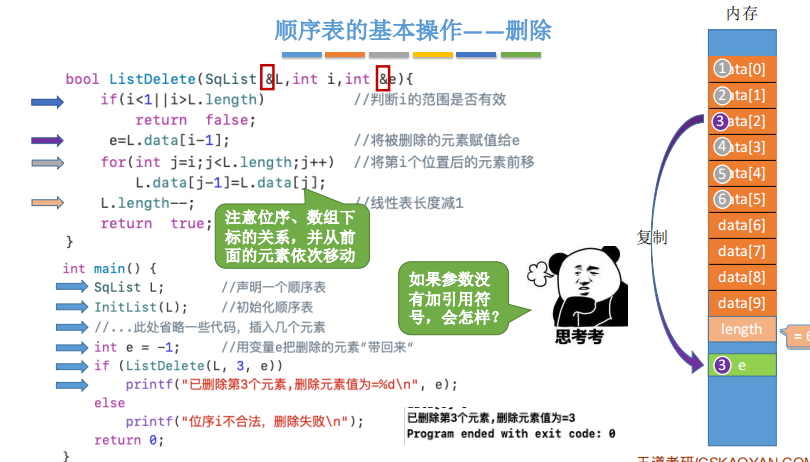 顺序表的基本操作——删除
内存
bool ListDelete(SqList &L,int i,int &e){
if(i<1||i>L.length) //判断i的范围是否有效
return false;
e=L.data[i-1]; //将被删除的元素赋值给e
for(int j=i;j<L.length;j++) //将第i个位置后的元素前移
L.data[j-1]=L.data[j];
L.length--; //线性表长度减1
return true;
}
注意位序、数组下
标的关系，并从前
面的元素依次移动
int main() {
SqList L; //声明一个顺序表
InitList(L); //初始化顺序表
//...此处省略一些代码，插入几个元素
int e = -1; //用变量e把删除的元素"带回来"
if (ListDelete(L, 3, e))
printf("已删除第3个元素,删除元素值为=%d\n", e);
else
printf("位序i不合法，删除失败\n");
return 0;
}
如果参数没
有加引用符
号，会怎样？
思考考
已删除第3个元素,删除元素值为=3
Program ended with exit code: 0
复制
1 ata[0]
2 ata[1]
3 ata[2]
4 ata[3]
5 ata[4]
6 ata[5]
data[6]
data[7]
data[8]
data[9]
length
= 6
3 e